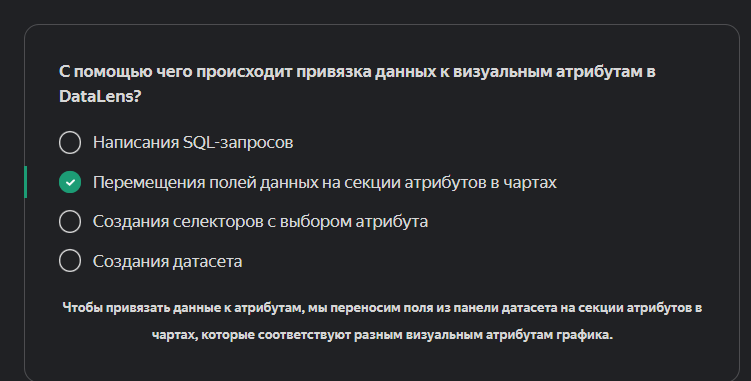 С помощью чего происходит привязка данных к визуальным атрибутам в
DataLens?
Написания SQL-запросов
Перемещения полей данных на секции атрибутов в чартах
Создания селекторов с выбором атрибута
Создания датасета
Чтобы привязать данные к атрибутам, мы переносим поля из панели датасета на секции атрибутов в
чартах, которые соответствуют разным визуальным атрибутам графика.